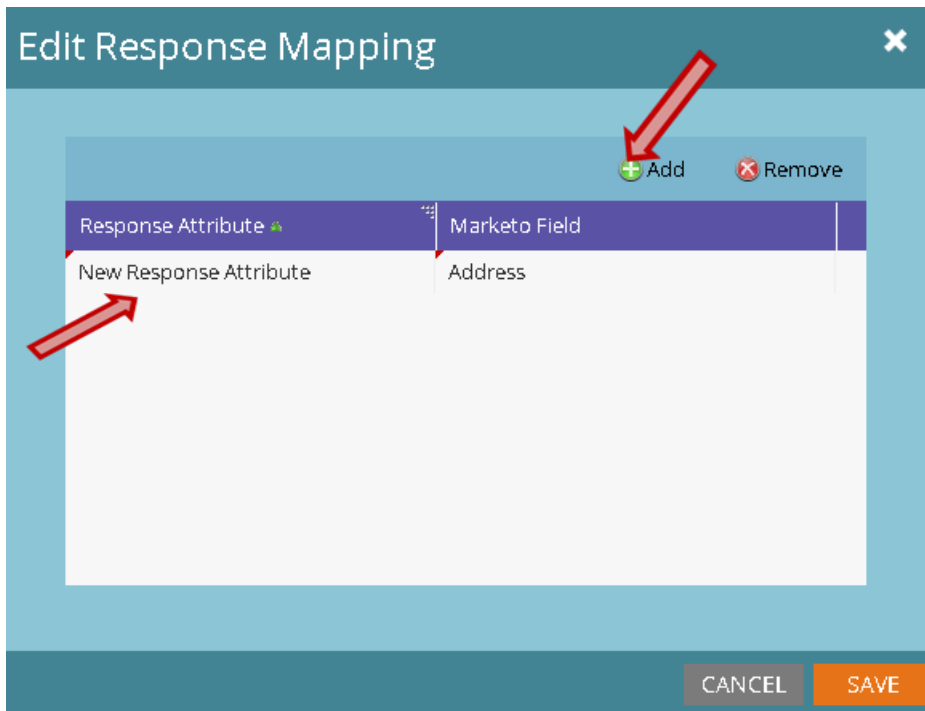 Edit Response Mapping
Add Remove
Response Attribute Marketo Field
New Response Attribute Address
CANCEL SAVE